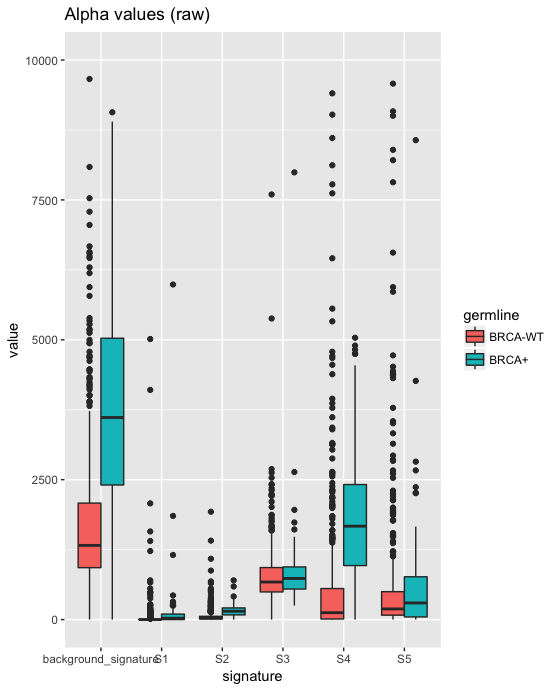 Alpha values (raw)
10000
7500
5000
2500
0
value
background_signature S1 S2 S3 S4 S5
signature
germline
BRCA-WT
BRCA+